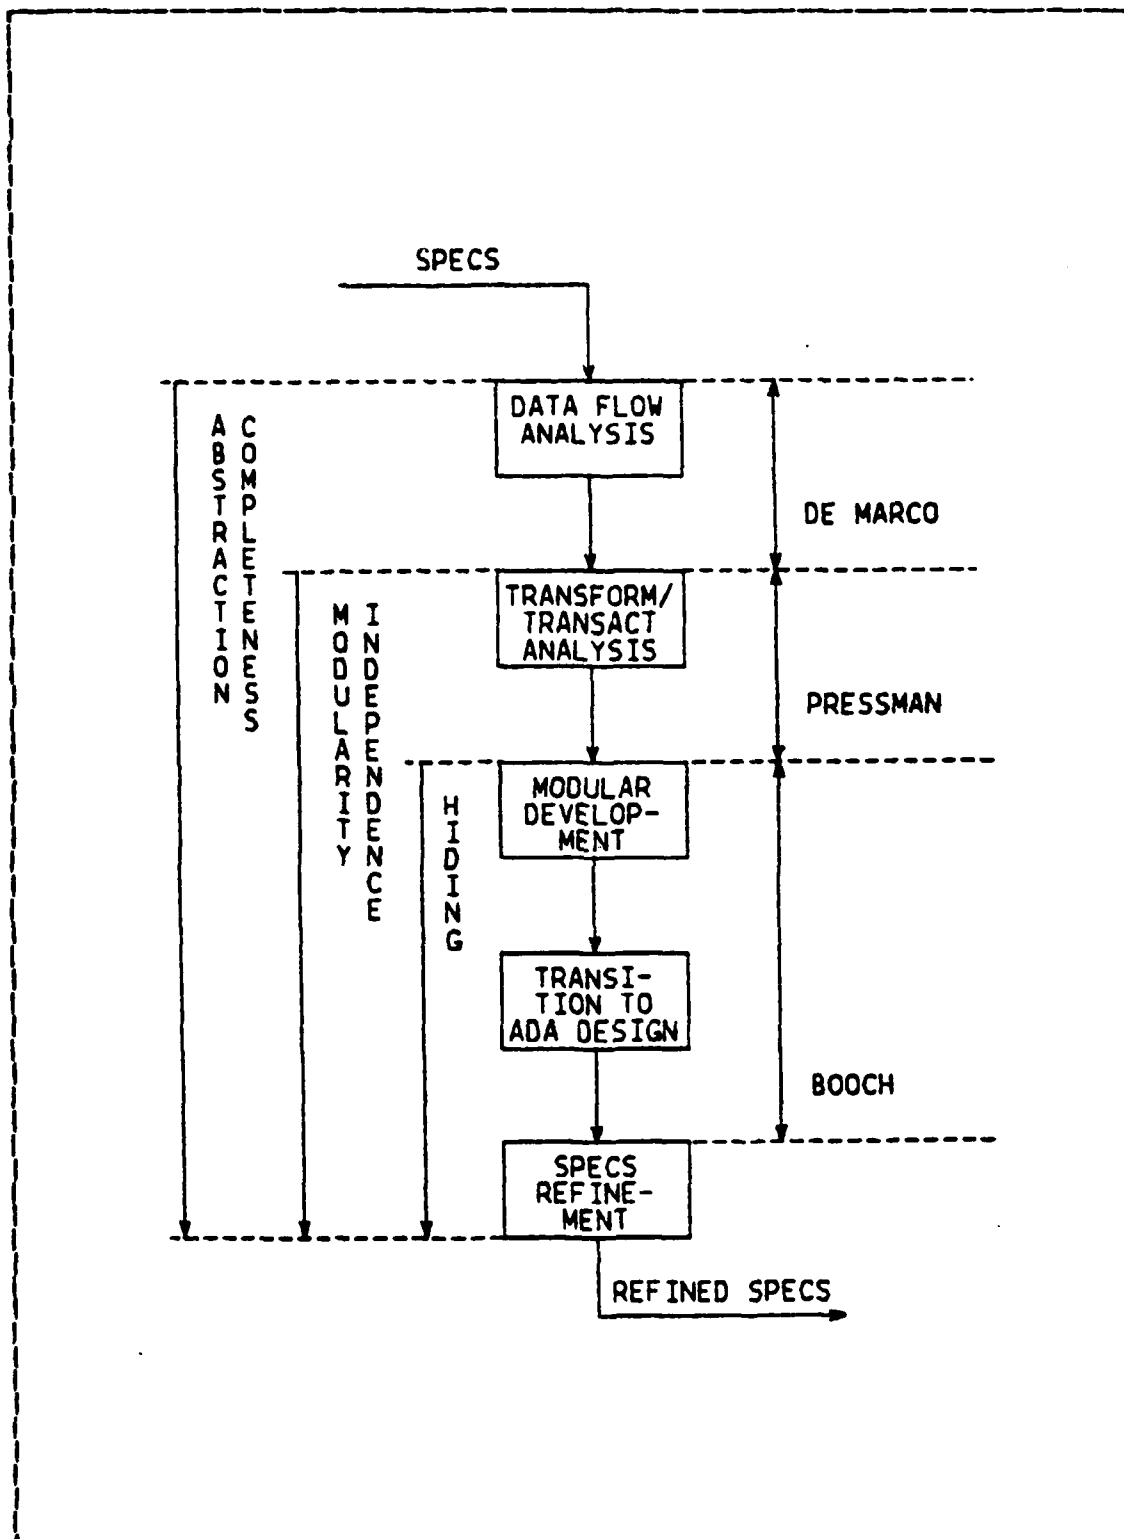 SPECS
DATA FLOW
ANALYSIS
ABSTRACTION
COMPLETENESS
DE MARCO
TRANSFORM/
TRANSACT
ANALYSIS
MODULARITY
INDEPENDENCE
PRESSMAN
MODULAR
DEVELOP-
MENT
HIDING
TRANSI-
TION TO
ADA DESIGN
BOOCH
SPECS
REFINE-
MENT
REFINED SPECS